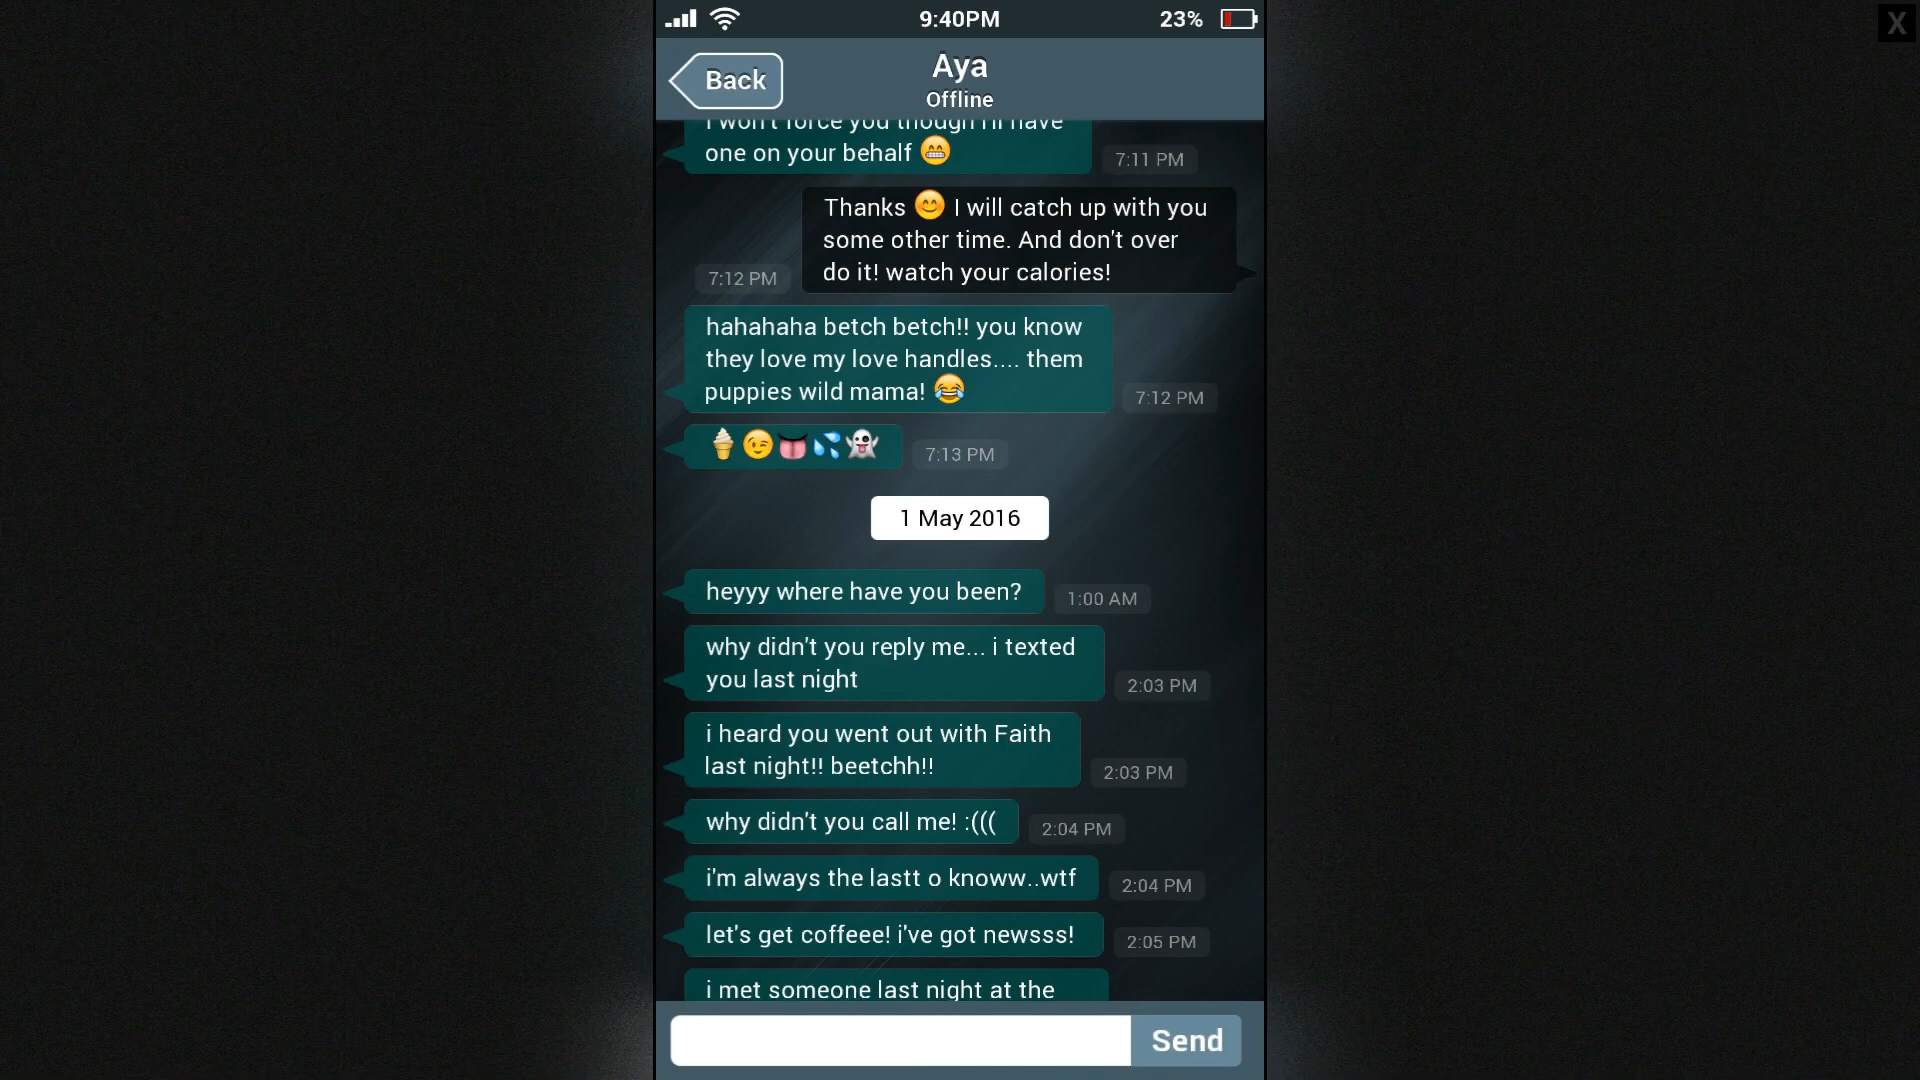 9:40PM
23%
X
Back
Aya
Offline
I won't force you though I'll have
one on your behalf 😁
7:11 PM
Thanks 😊 I will catch up with you
some other time. And don't over
do it! watch your calories!
7:12 PM
hahahaha betch betch!! you know
they love my love handles.... them
puppies wild mama! 😂
7:12 PM
🍦😉👅💦👻
7:13 PM
1 May 2016
heyyy where have you been?
1:00 AM
why didn't you reply me... i texted
you last night
2:03 PM
i heard you went out with Faith
last night!! beetchh!!
2:03 PM
why didn't you call me! :(((
2:04 PM
i'm always the lastt o knoww..wtf
2:04 PM
let's get coffeee! i've got newsss!
2:05 PM
i met someone last night at the
Send